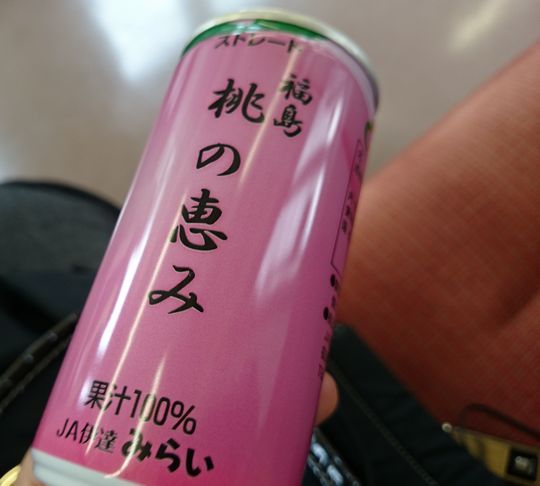 ストレート
福島
桃の恵み
果汁100%
JA伊達みらい